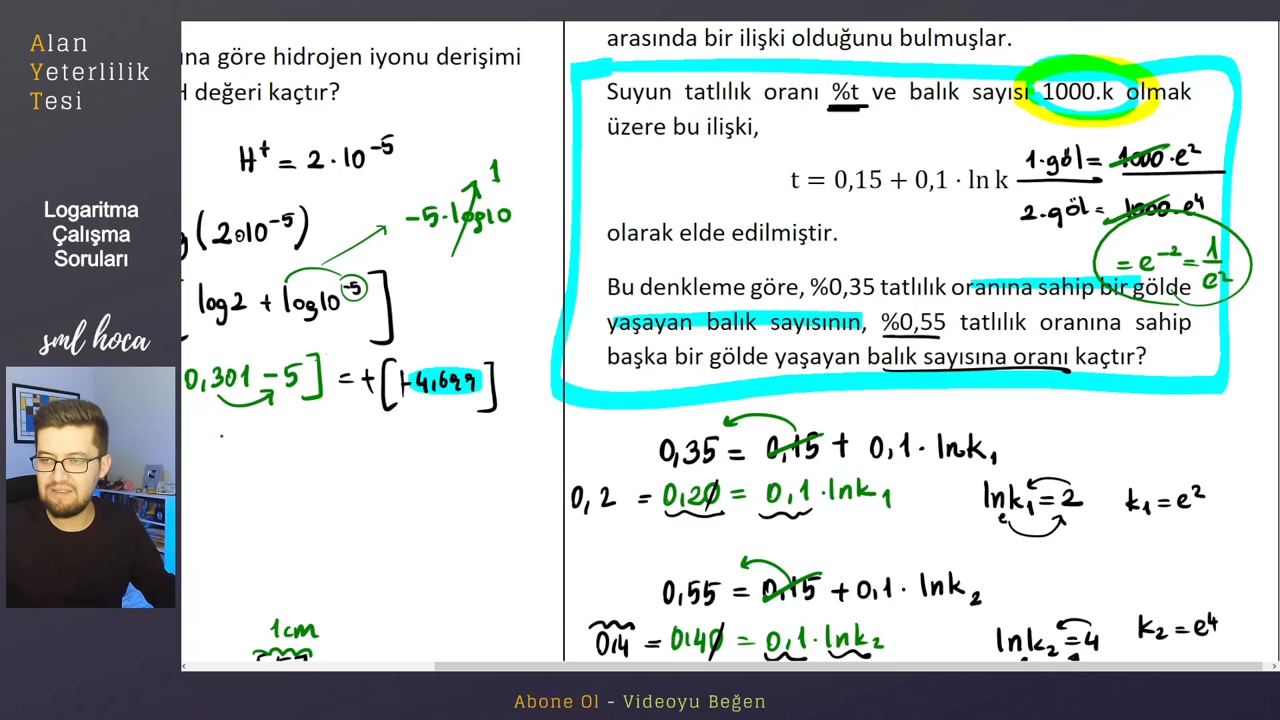 Alan
Yeterlilik
Tesi
Logaritma
Çalışma
Soruları
sml hoca
una göre hidrojen iyonu derişimi
H değeri kaçtır?
H⁺ = 2·10⁻⁵
(2·10⁻⁵)
-5·log10
1
log2 + log10⁻⁵]
0,301 - 5] = + [+4,699]
1cm
arasında bir ilişki olduğunu bulmuşlar.
Suyun tatlılık oranı %t ve balık sayısı 1000.k olmak
üzere bu ilişki,
t = 0,15 + 0,1 · ln k
1·göl = 1000·e²
2·göl = 1000·e⁴
= e⁻² = 1/e²
olarak elde edilmiştir.
Bu denkleme göre, %0,35 tatlılık oranına sahip bir gölde
yaşayan balık sayısının, %0,55 tatlılık oranına sahip
başka bir gölde yaşayan balık sayısına oranı kaçtır?
0,35 = 0,15 + 0,1 · lnk₁
0,2 = 0,20 = 0,1 · lnk₁
lnk₁ = 2
e
k₁ = e²
0,55 = 0,15 + 0,1 · lnk₂
0,4 = 0,40 = 0,1 · lnk₂
lnk₂ = 4
k₂ = e⁴
Abone Ol - Videoyu Beğen